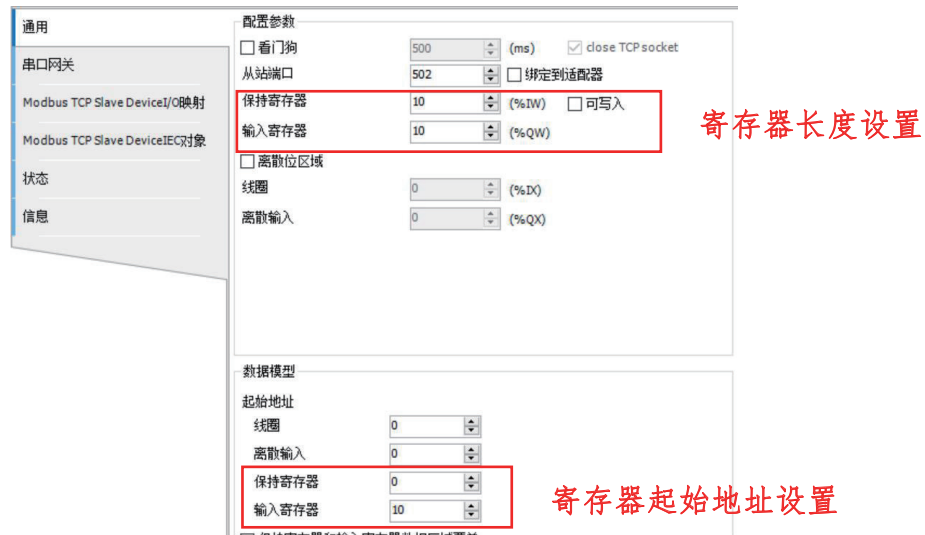 通用
串口网关
Modbus TCP Slave DeviceI/O映射
Modbus TCP Slave DeviceIEC对象
状态
信息
配置参数
看门狗 500 (ms) close TCP socket
从站端口 502 绑定到适配器
保持寄存器 10 (%IW) 可写入
输入寄存器 10 (%QW)
寄存器长度设置
离散位区域
线圈 0 (%IX)
离散输入 0 (%QX)
数据模型
起始地址
线圈 0
离散输入 0
保持寄存器 0
输入寄存器 10
寄存器起始地址设置